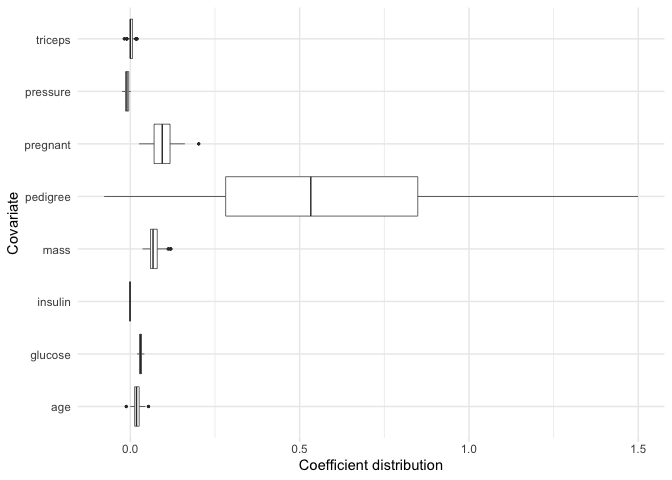 triceps
pressure
pregnant
pedigree
mass
insulin
glucose
age
Covariate
0.0 0.5 1.0 1.5
Coefficient distribution